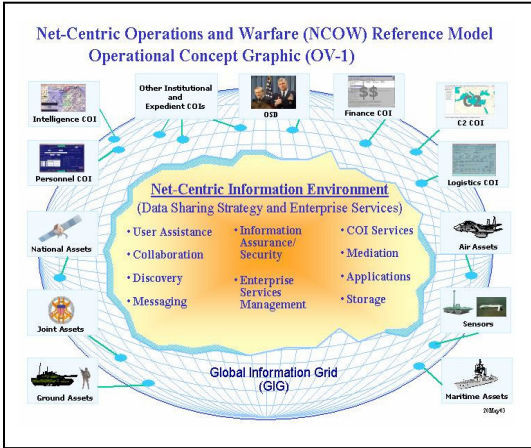 Net-Centric Operations and Warfare (NCOW) Reference Model
Operational Concept Graphic (OV-1)
Other Institutional
and
Expedient COIs
OSD
$$
Finance COI
Intelligence COI
C2
C2 COI
Personnel COI
Logistics COI
Net-Centric Information Environment
(Data Sharing Strategy and Enterprise Services)
• User Assistance
• Collaboration
• Discovery
• Messaging
• Information
Assurance/
Security
• Enterprise
Services
Management
• COI Services
• Mediation
• Applications
• Storage
National Assets
Air Assets
Joint Assets
Sensors
Ground Assets
Maritime Assets
Global Information Grid
(GIG)
20May03